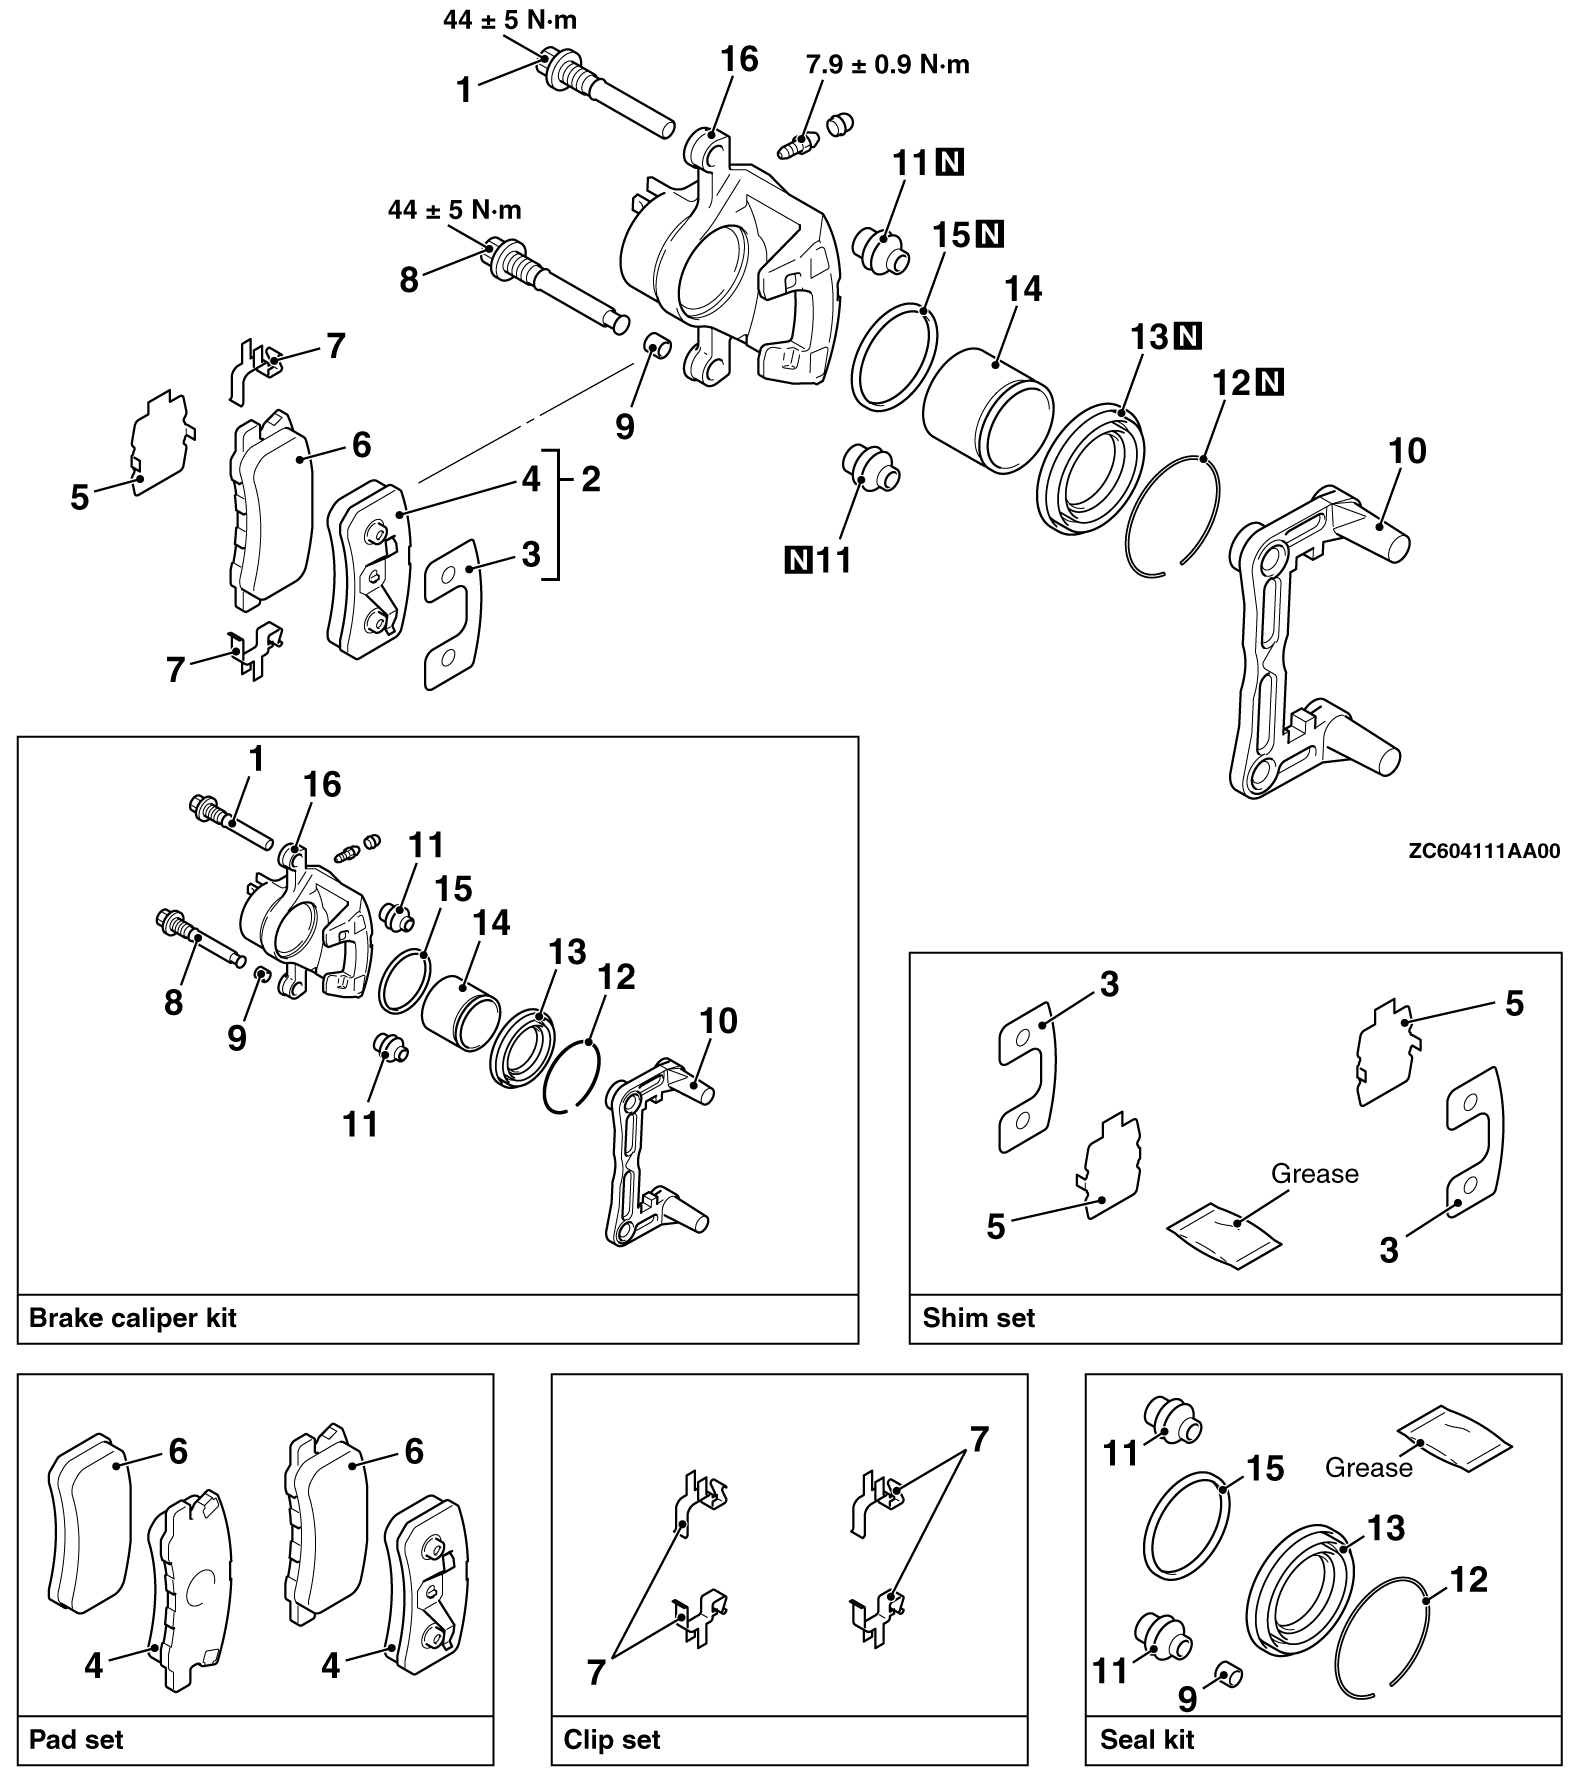 44 ± 5 N·m
1
16
7.9 ± 0.9 N·m
11 N
44 ± 5 N·m
8
15 N
14
13 N
12 N
7
9
6
5
4
2
3
N 11
10
7
ZC604111AA00
1
16
11
15
14
13
12
8
9
10
11
Brake caliper kit
3
5
Grease
5
3
Shim set
6
6
4
4
Pad set
7
7
Clip set
11
Grease
15
13
12
11
9
Seal kit